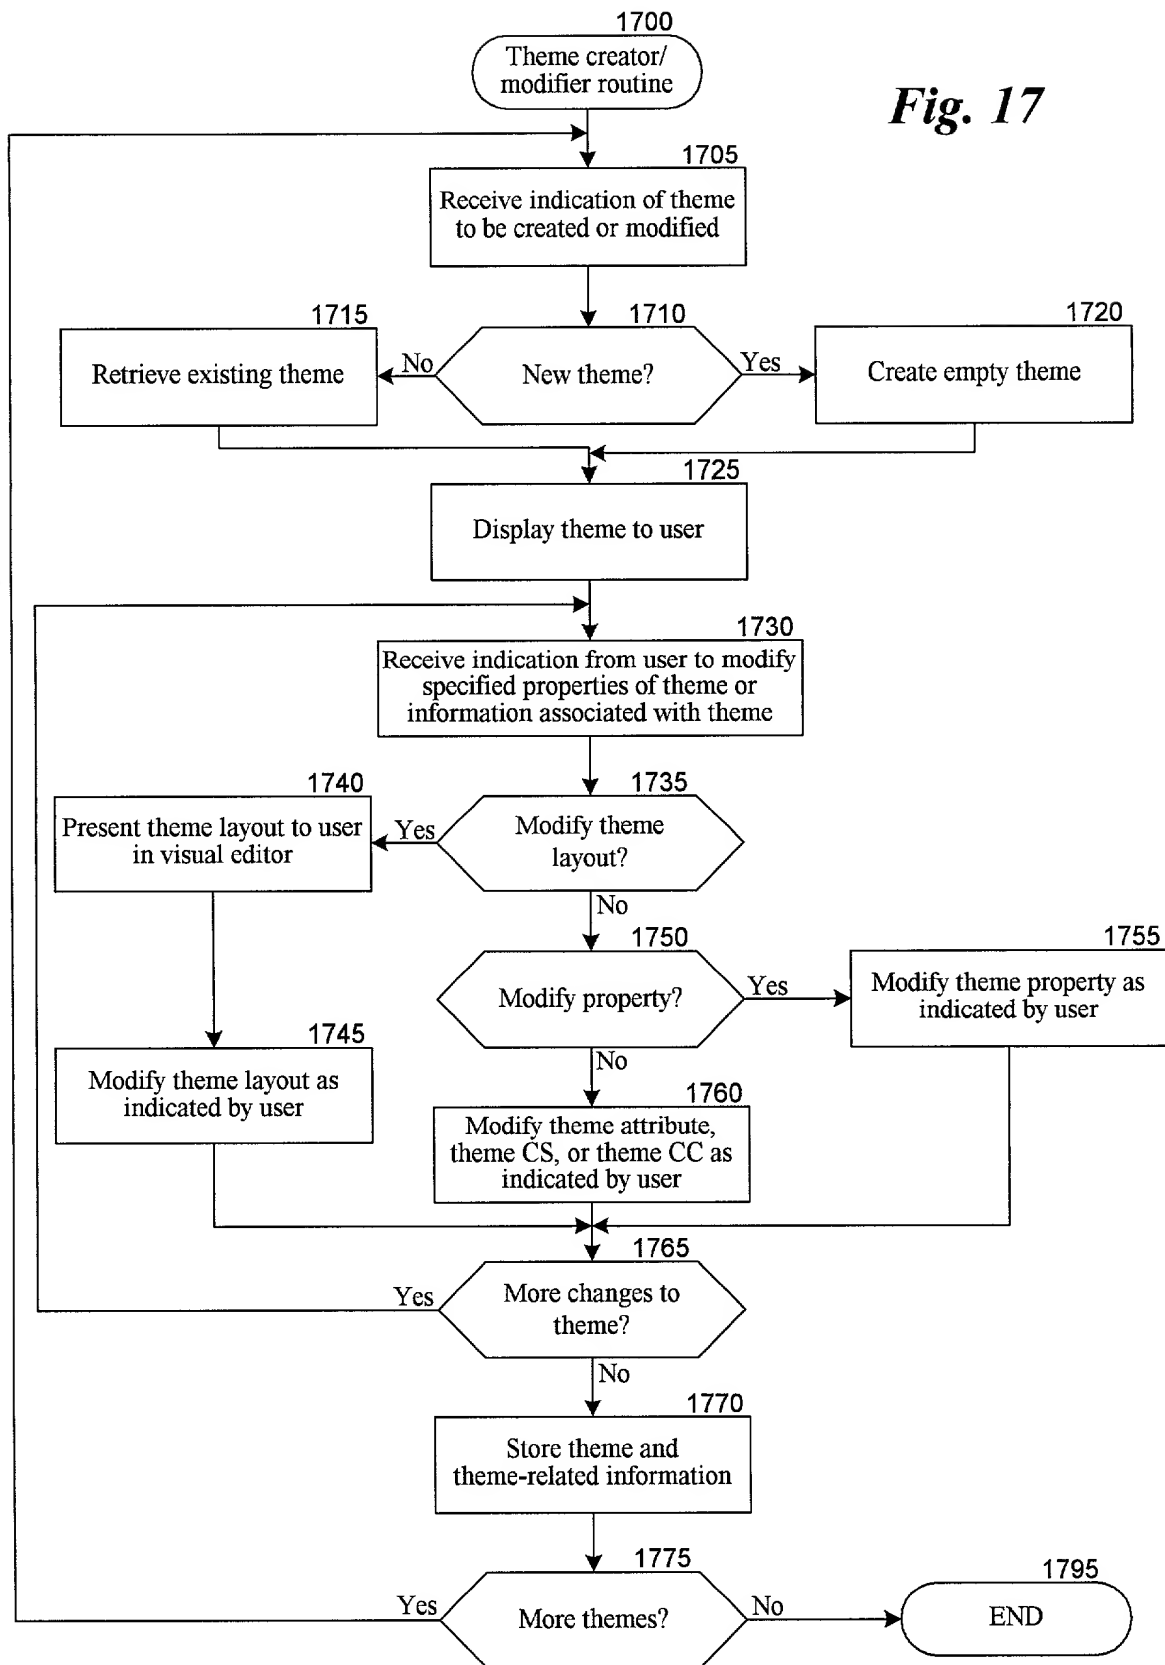 1700
Theme creator/
modifier routine
Fig. 17
1705
Receive indication of theme
to be created or modified
1715
Retrieve existing theme
No
1710
New theme?
Yes
1720
Create empty theme
1725
Display theme to user
1730
Receive indication from user to modify
specified properties of theme or
information associated with theme
1735
Modify theme
layout?
Yes
1740
Present theme layout to user
in visual editor
No
1750
Modify property?
Yes
1755
Modify theme property as
indicated by user
1745
Modify theme layout as
indicated by user
No
1760
Modify theme attribute,
theme CS, or theme CC as
indicated by user
1765
More changes to
theme?
Yes
No
1770
Store theme and
theme-related information
1775
More themes?
Yes
No
1795
END